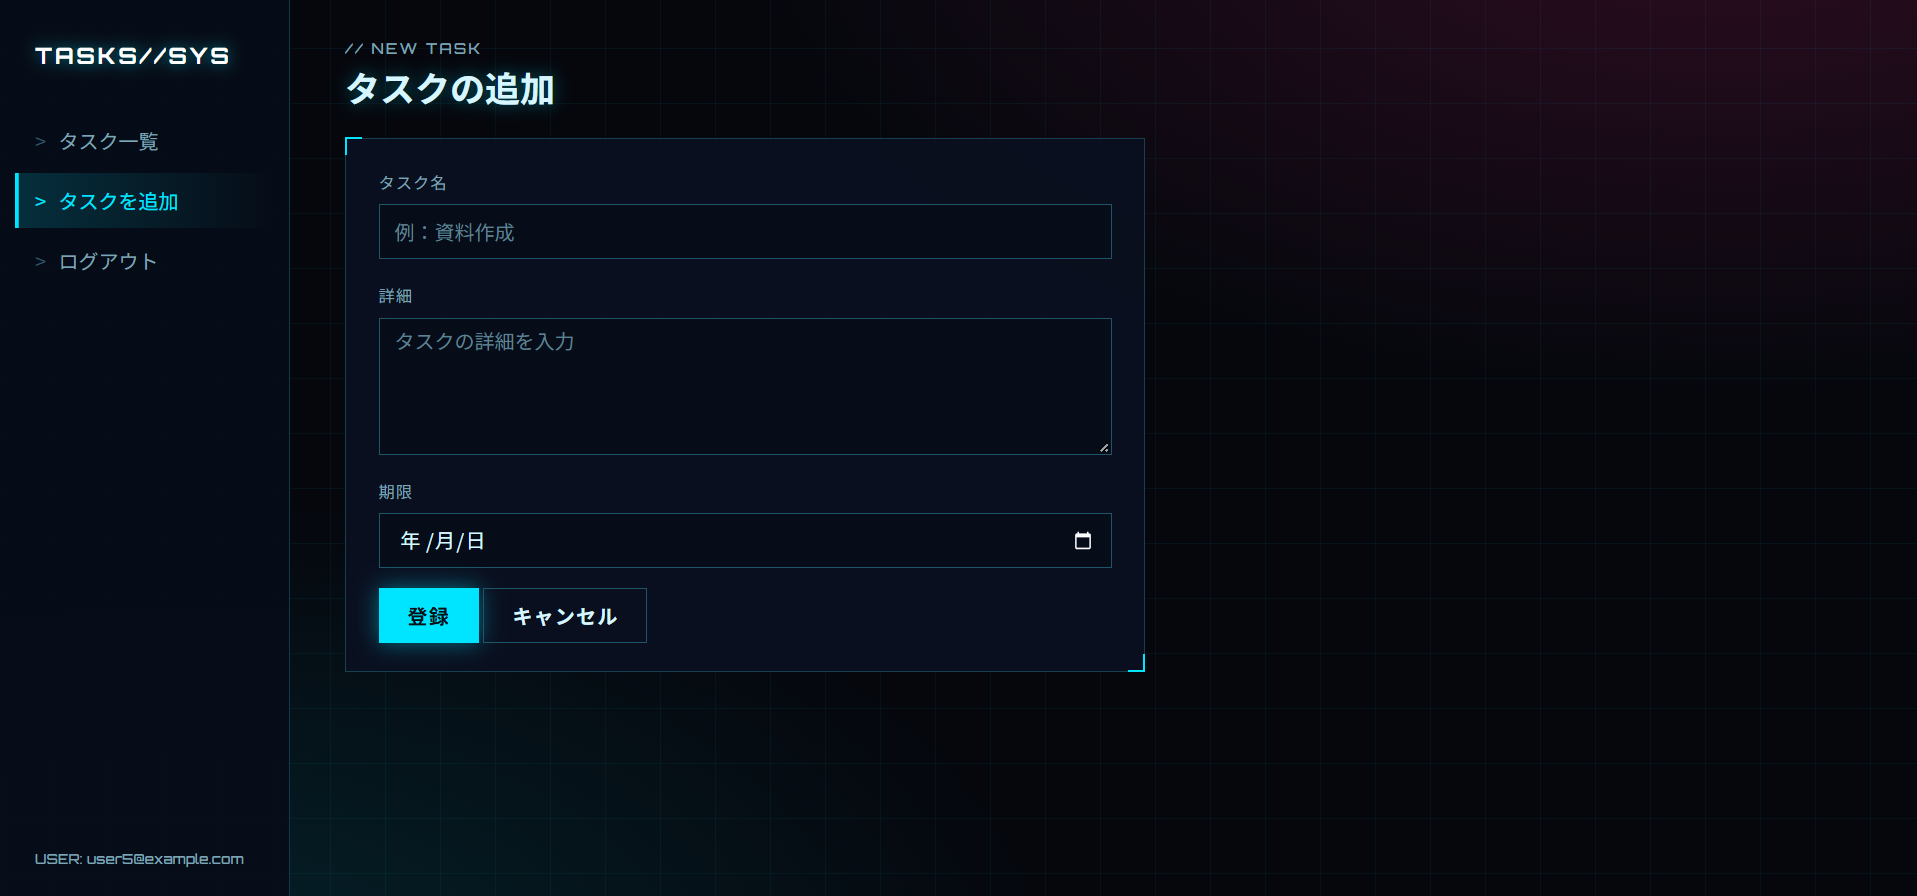 TASKS//SYS
> タスク一覧
> タスクを追加
> ログアウト
USER: user5@example.com
// NEW TASK
タスクの追加
タスク名
例：資料作成
詳細
タスクの詳細を入力
期限
年 /月/日
登録
キャンセル